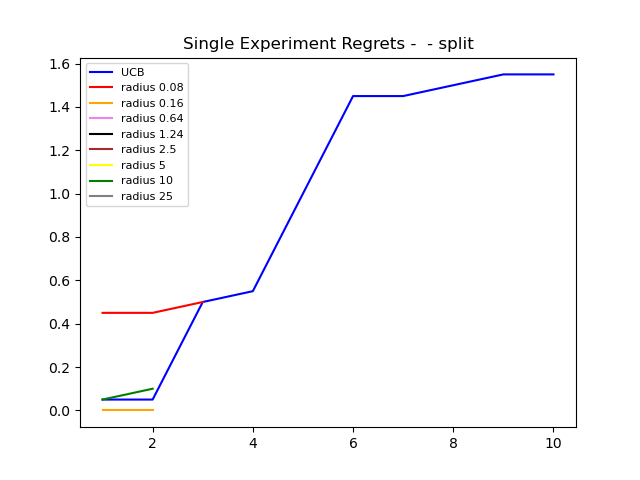 Single Experiment Regrets -  - split
UCB
radius 0.08
radius 0.16
radius 0.64
radius 1.24
radius 2.5
radius 5
radius 10
radius 25
1.6
1.4
1.2
1.0
0.8
0.6
0.4
0.2
0.0
2 4 6 8 10